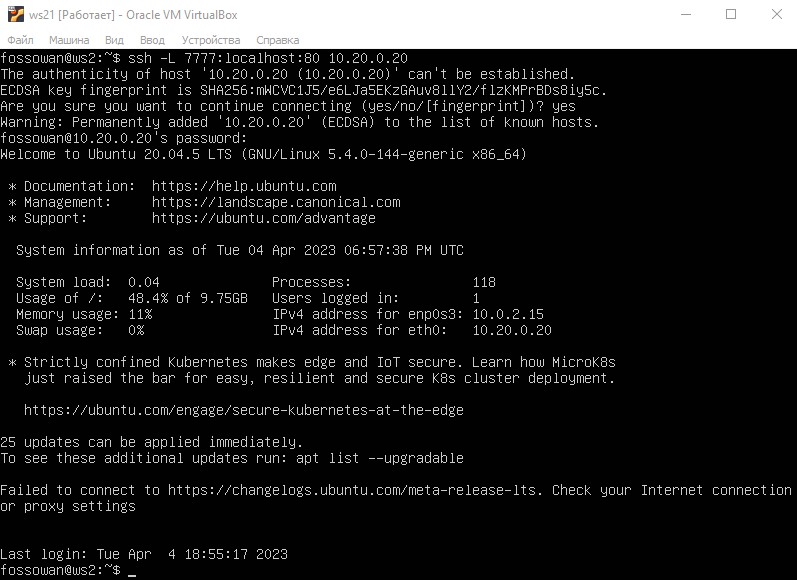 ws21 [Работает] - Oracle VM VirtualBox
Файл Машина Вид Ввод Устройства Справка
fossowan@ws2:~$ ssh -L 7777:localhost:80 10.20.0.20
The authenticity of host '10.20.0.20 (10.20.0.20)' can't be established.
ECDSA key fingerprint is SHA256:mWCVC1J5/e6LJa5EKzGAuv8llY2/flzKMPrBDs8iy5c.
Are you sure you want to continue connecting (yes/no/[fingerprint])? yes
Warning: Permanently added '10.20.0.20' (ECDSA) to the list of known hosts.
fossowan@10.20.0.20's password:
Welcome to Ubuntu 20.04.5 LTS (GNU/Linux 5.4.0-144-generic x86_64)
* Documentation: https://help.ubuntu.com
* Management: https://landscape.canonical.com
* Support: https://ubuntu.com/advantage
System information as of Tue 04 Apr 2023 06:57:38 PM UTC
System load: 0.04 Processes: 118
Usage of /: 48.4% of 9.75GB Users logged in: 1
Memory usage: 11% IPv4 address for enp0s3: 10.0.2.15
Swap usage: 0% IPv4 address for eth0: 10.20.0.20
* Strictly confined Kubernetes makes edge and IoT secure. Learn how MicroK8s
just raised the bar for easy, resilient and secure K8s cluster deployment.
https://ubuntu.com/engage/secure-kubernetes-at-the-edge
25 updates can be applied immediately.
To see these additional updates run: apt list --upgradable
Failed to connect to https://changelogs.ubuntu.com/meta-release-lts. Check your Internet connection
or proxy settings
Last login: Tue Apr  4 18:55:17 2023
fossowan@ws2:~$ _